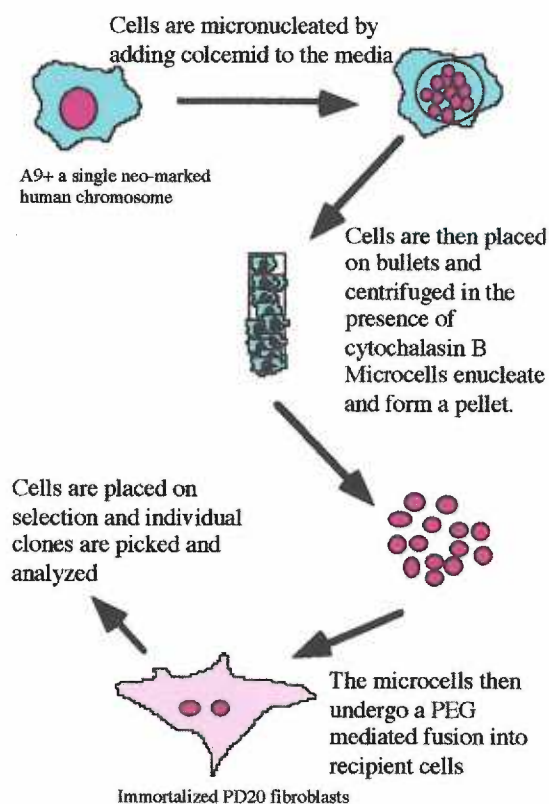 Cells are micronucleated by
adding colcemid to the media
A9+ a single neo-marked
human chromosome
Cells are then placed
on bullets and
centrifuged in the
presence of
cytochalasin B
Microcells enucleate
and form a pellet.
Cells are placed on
selection and individual
clones are picked and
analyzed
The microcells then
undergo a PEG
mediated fusion into
recipient cells
Immortalized PD20 fibroblasts